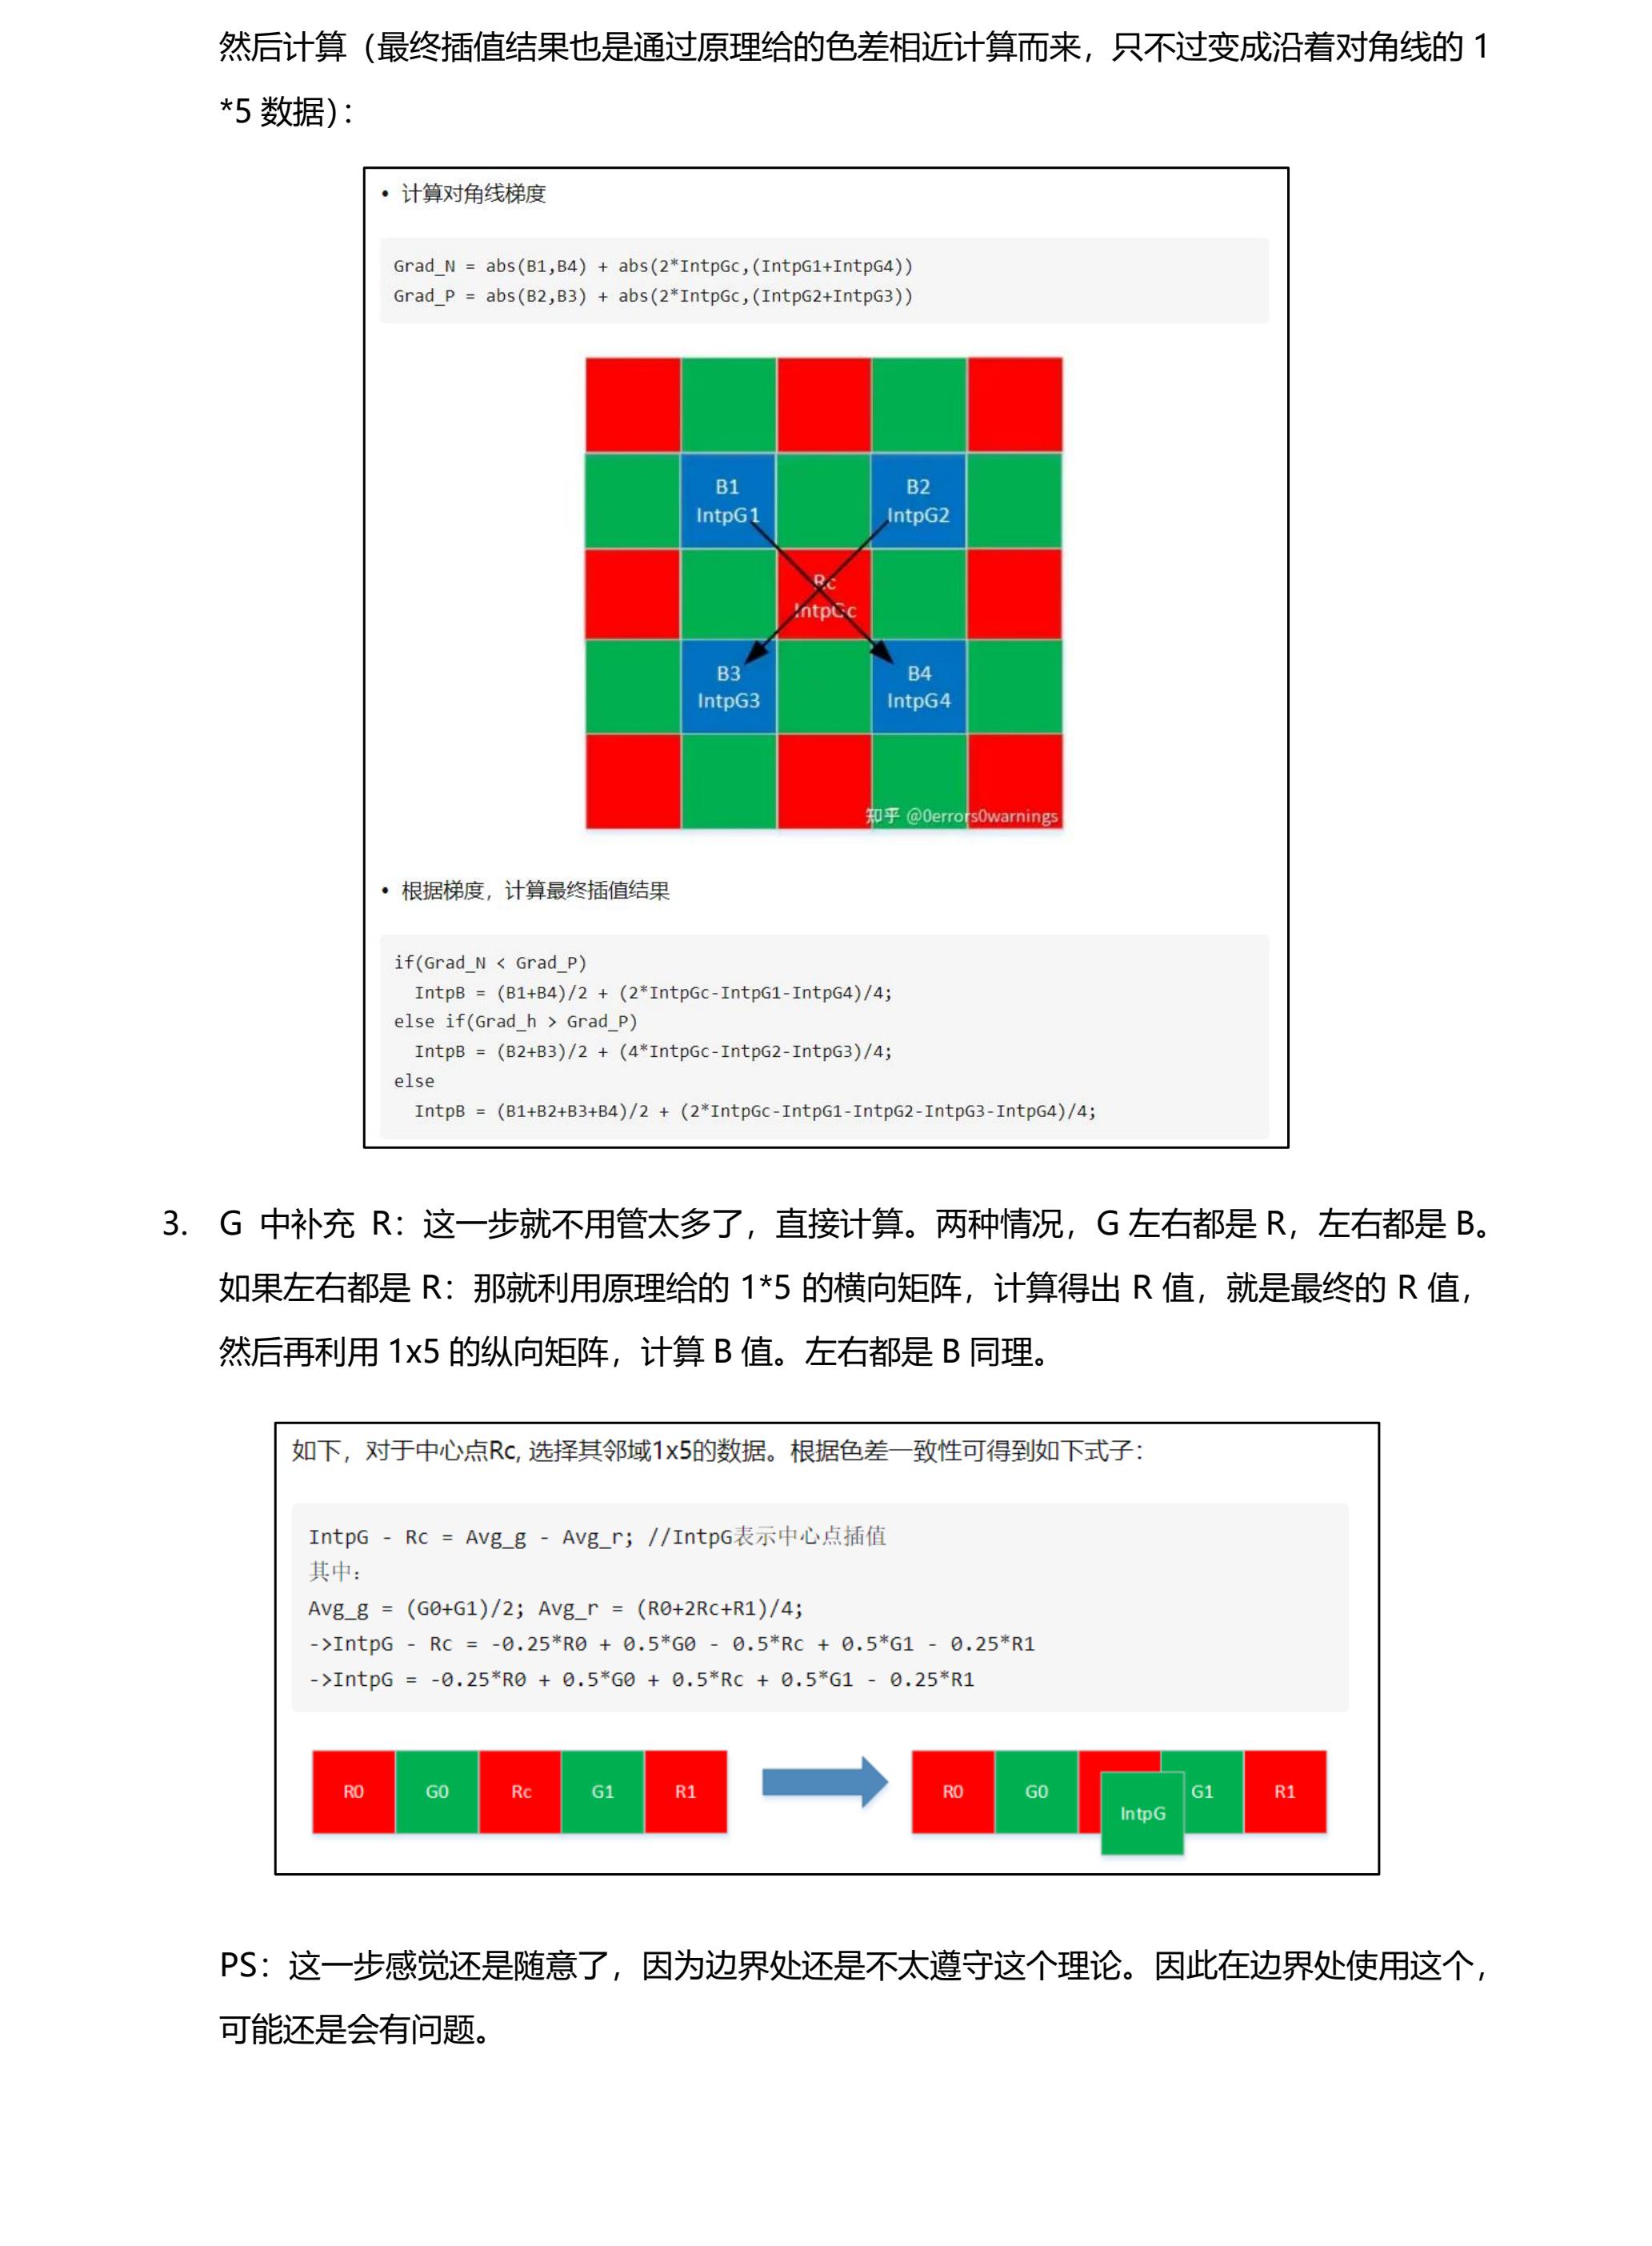 然后计算（最终插值结果也是通过原理给的色差相近计算而来，只不过变成沿着对角线的 1
*5 数据）：
• 计算对角线梯度
Grad_N = abs(B1,B4) + abs(2*IntpGc,(IntpG1+IntpG4))
Grad_P = abs(B2,B3) + abs(2*IntpGc,(IntpG2+IntpG3))
B1 B2
IntpG1 IntpG2
Rc
IntpGc
B3 B4
IntpG3 IntpG4
知乎 @0errors0warnings
• 根据梯度，计算最终插值结果
if(Grad_N < Grad_P)
IntpB = (B1+B4)/2 + (2*IntpGc-IntpG1-IntpG4)/4;
else if(Grad_h > Grad_P)
IntpB = (B2+B3)/2 + (4*IntpGc-IntpG2-IntpG3)/4;
else
IntpB = (B1+B2+B3+B4)/2 + (2*IntpGc-IntpG1-IntpG2-IntpG3-IntpG4)/4;
3. G 中补充 R：这一步就不用管太多了，直接计算。两种情况，G 左右都是 R，左右都是 B。
如果左右都是 R：那就利用原理给的 1*5 的横向矩阵，计算得出 R 值，就是最终的 R 值，
然后再利用 1x5 的纵向矩阵，计算 B 值。左右都是 B 同理。
如下，对于中心点Rc, 选择其邻域1x5的数据。根据色差一致性可得到如下式子：
IntpG - Rc = Avg_g - Avg_r; //IntpG表示中心点插值
其中：
Avg_g = (G0+G1)/2; Avg_r = (R0+2Rc+R1)/4;
->IntpG - Rc = -0.25*R0 + 0.5*G0 - 0.5*Rc + 0.5*G1 - 0.25*R1
->IntpG = -0.25*R0 + 0.5*G0 + 0.5*Rc + 0.5*G1 - 0.25*R1
R0 G0 Rc G1 R1 R0 G0 IntpG G1 R1
PS：这一步感觉还是随意了，因为边界处还是不太遵守这个理论。因此在边界处使用这个，
可能还是会有问题。